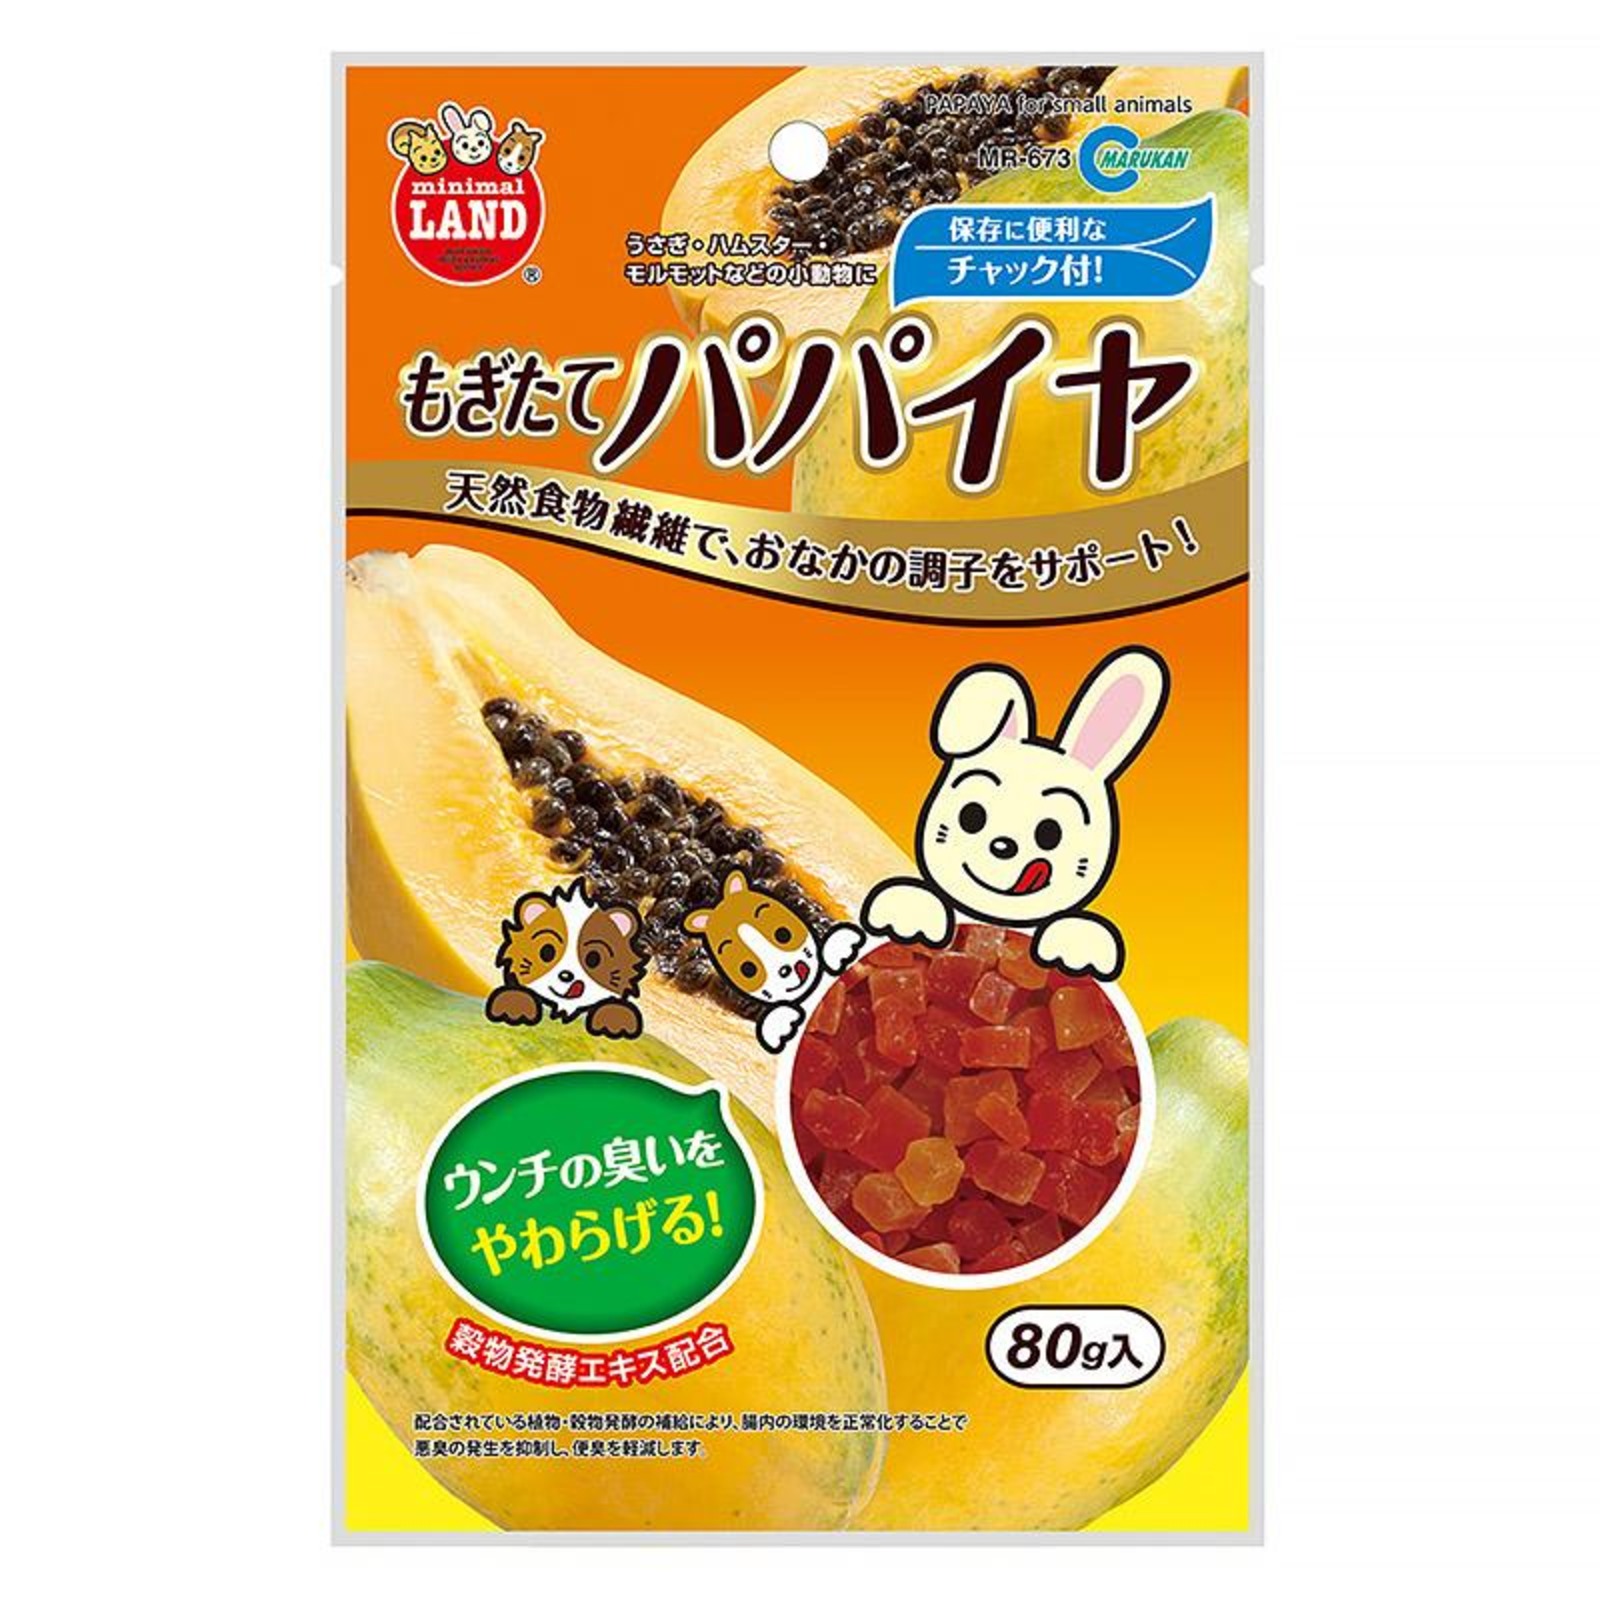 PAPAYA for small animals
MR-673
MARUKAN
minimal
LAND
®
保存に便利な
チャック付!
うさぎ・ハムスター・
モルモットなどの小動物に
もぎたてパパイヤ
天然食物繊維で、おなかの調子をサポート!
ウンチの臭いを
やわらげる!
穀物発酵エキス配合
80g入
配合されている植物・穀物発酵の補給により、腸内の環境を正常化することで
悪臭の発生を抑制し、便臭を軽減します。